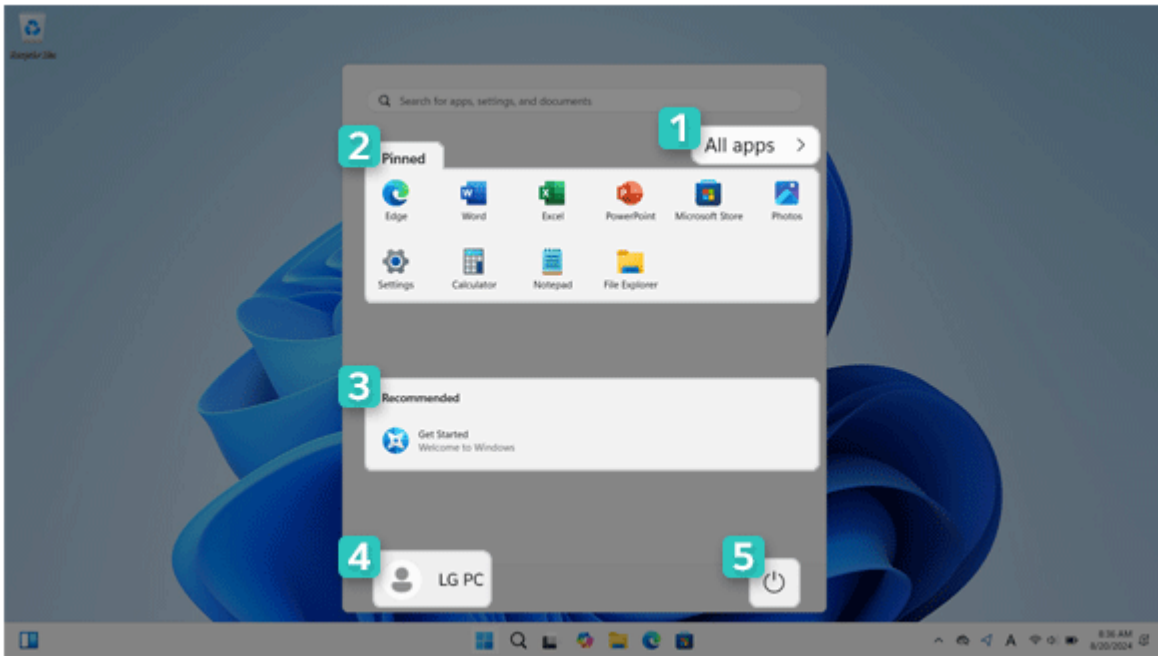 Search for apps, settings, and documents
1
All apps >
2
Pinned
Edge
Word
Excel
PowerPoint
Microsoft Store
Photos
Settings
Calculator
Notepad
File Explorer
3
Recommended
Get Started
Welcome to Windows
4
LG PC
5
A
8:36 AM
8/20/2024